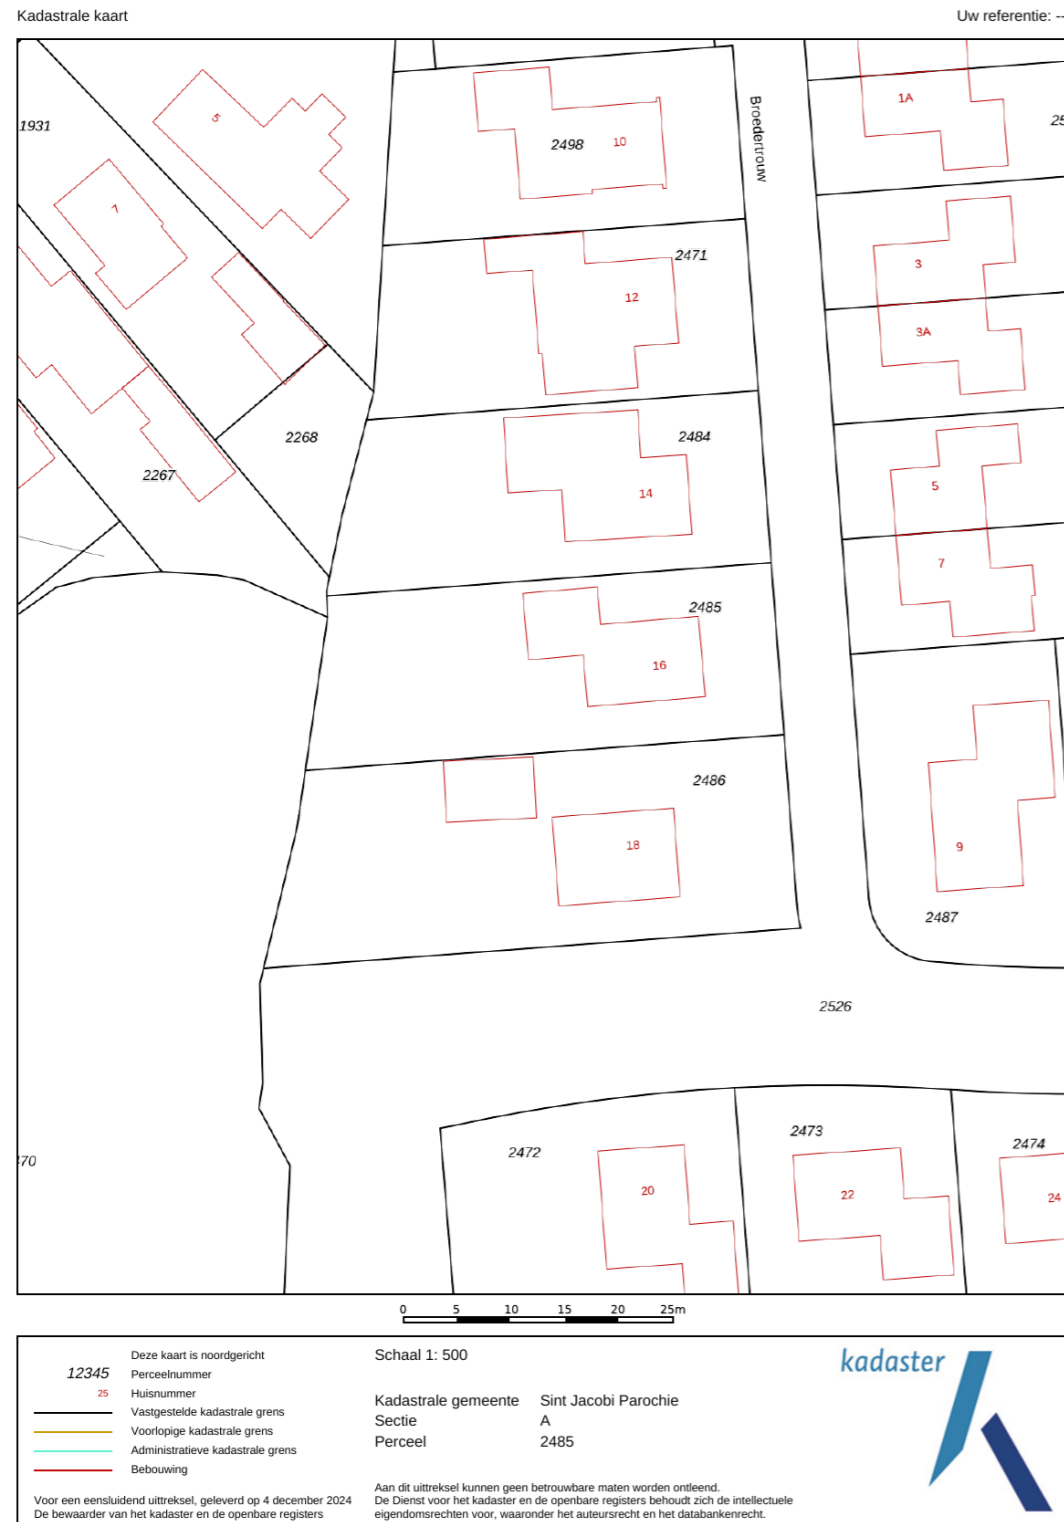 Kadastrale kaart
Uw referentie: --
1931
5
7
2498
10
Broedertrouw
1A
25
2471
12
3
3A
2268
2267
2484
14
5
7
2485
16
2486
18
9
2487
2526
70
2472
20
2473
22
2474
24
0 5 10 15 20 25m
Deze kaart is noordgericht
12345 Perceelnummer
25 Huisnummer
Vastgestelde kadastrale grens
Voorlopige kadastrale grens
Administratieve kadastrale grens
Bebouwing
Voor een eensluidend uittreksel, geleverd op 4 december 2024
De bewaarder van het kadaster en de openbare registers
Schaal 1: 500
Kadastrale gemeente Sint Jacobi Parochie
Sectie A
Perceel 2485
Aan dit uittreksel kunnen geen betrouwbare maten worden ontleend.
De Dienst voor het kadaster en de openbare registers behoudt zich de intellectuele
eigendomsrechten voor, waaronder het auteursrecht en het databankenrecht.
kadaster